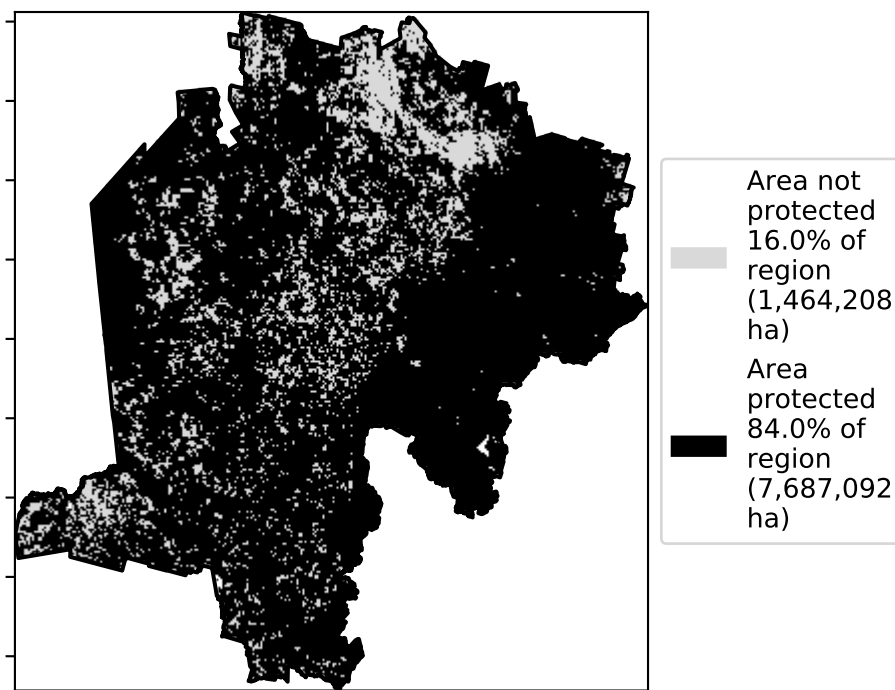 Area not
protected
16.0% of
region
(1,464,208
ha)
Area
protected
84.0% of
region
(7,687,092
ha)